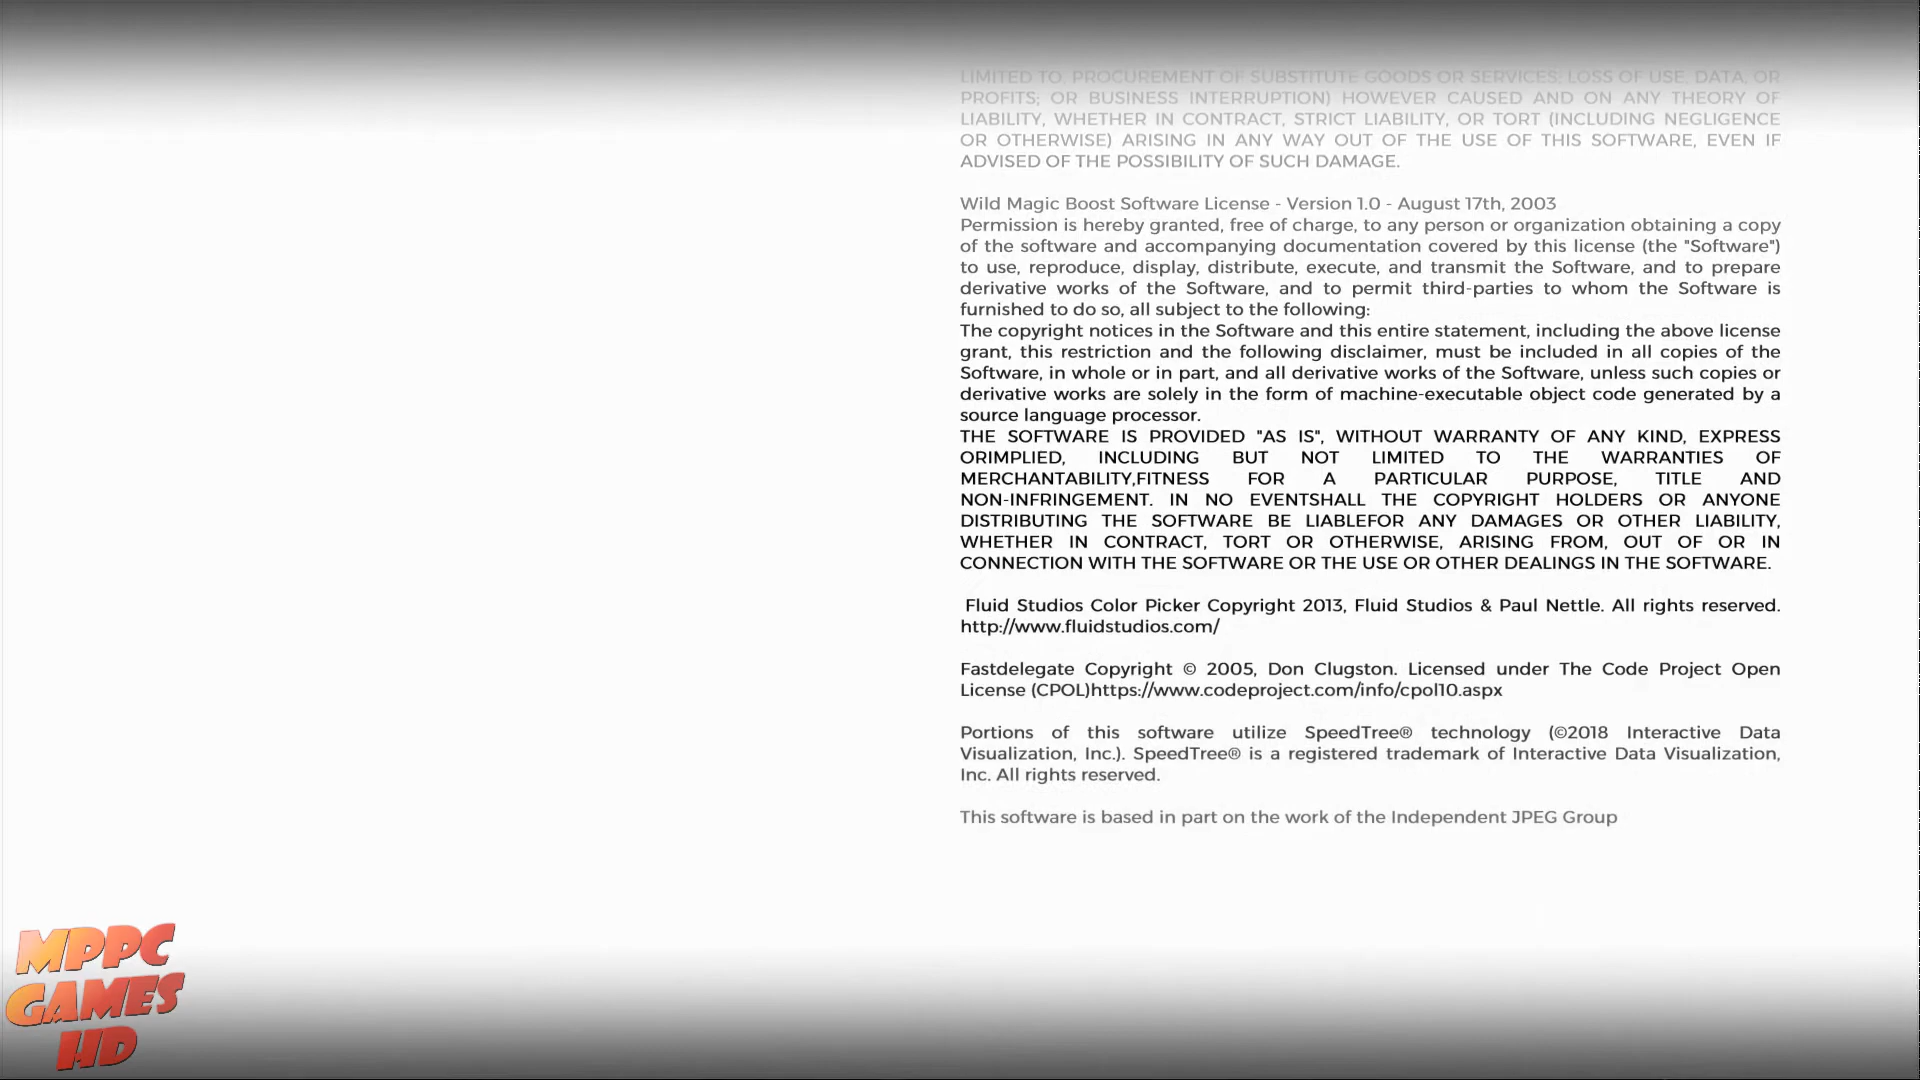 LIMITED TO, PROCUREMENT OF SUBSTITUTE GOODS OR SERVICES; LOSS OF USE, DATA, OR
PROFITS; OR BUSINESS INTERRUPTION) HOWEVER CAUSED AND ON ANY THEORY OF
LIABILITY, WHETHER IN CONTRACT, STRICT LIABILITY, OR TORT (INCLUDING NEGLIGENCE
OR OTHERWISE) ARISING IN ANY WAY OUT OF THE USE OF THIS SOFTWARE, EVEN IF
ADVISED OF THE POSSIBILITY OF SUCH DAMAGE.
Wild Magic Boost Software License - Version 1.0 - August 17th, 2003
Permission is hereby granted, free of charge, to any person or organization obtaining a copy
of the software and accompanying documentation covered by this license (the "Software")
to use, reproduce, display, distribute, execute, and transmit the Software, and to prepare
derivative works of the Software, and to permit third-parties to whom the Software is
furnished to do so, all subject to the following:
The copyright notices in the Software and this entire statement, including the above license
grant, this restriction and the following disclaimer, must be included in all copies of the
Software, in whole or in part, and all derivative works of the Software, unless such copies or
derivative works are solely in the form of machine-executable object code generated by a
source language processor.
THE SOFTWARE IS PROVIDED "AS IS", WITHOUT WARRANTY OF ANY KIND, EXPRESS
ORIMPLIED, INCLUDING BUT NOT LIMITED TO THE WARRANTIES OF
MERCHANTABILITY,FITNESS FOR A PARTICULAR PURPOSE, TITLE AND
NON-INFRINGEMENT. IN NO EVENTSHALL THE COPYRIGHT HOLDERS OR ANYONE
DISTRIBUTING THE SOFTWARE BE LIABLEFOR ANY DAMAGES OR OTHER LIABILITY,
WHETHER IN CONTRACT, TORT OR OTHERWISE, ARISING FROM, OUT OF OR IN
CONNECTION WITH THE SOFTWARE OR THE USE OR OTHER DEALINGS IN THE SOFTWARE.
Fluid Studios Color Picker Copyright 2013, Fluid Studios & Paul Nettle. All rights reserved.
http://www.fluidstudios.com/
Fastdelegate Copyright © 2005, Don Clugston. Licensed under The Code Project Open
License (CPOL)https://www.codeproject.com/info/cpol10.aspx
Portions of this software utilize SpeedTree® technology (©2018 Interactive Data
Visualization, Inc.). SpeedTree® is a registered trademark of Interactive Data Visualization,
Inc. All rights reserved.
This software is based in part on the work of the Independent JPEG Group
MPPC
GAMES
HD